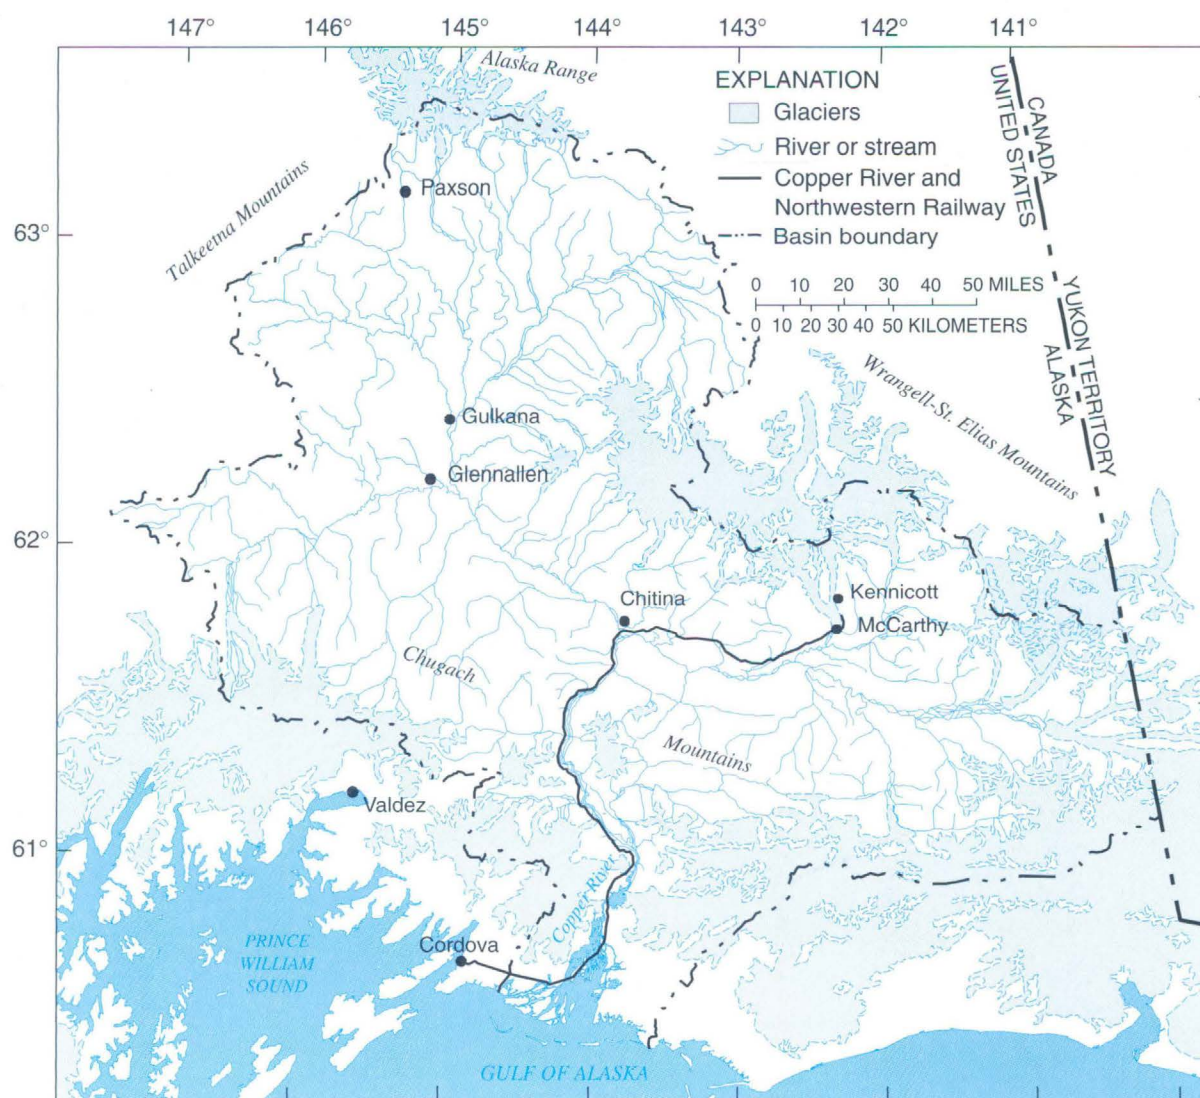 147° 146° 145° 144° 143° 142° 141°
Alaska Range
EXPLANATION
Glaciers
River or stream
Copper River and
Northwestern Railway
Basin boundary
0 10 20 30 40 50 MILES
0 10 20 30 40 50 KILOMETERS
CANADA
UNITED STATES
YUKON TERRITORY
ALASKA
Talkeetna Mountains
Paxson
63°
Wrangell-St. Elias Mountains
Gulkana
Glennallen
62°
Chitina
Kennicott
McCarthy
Chugach
Mountains
Valdez
61°
Copper River
Cordova
PRINCE
WILLIAM
SOUND
GULF OF ALASKA